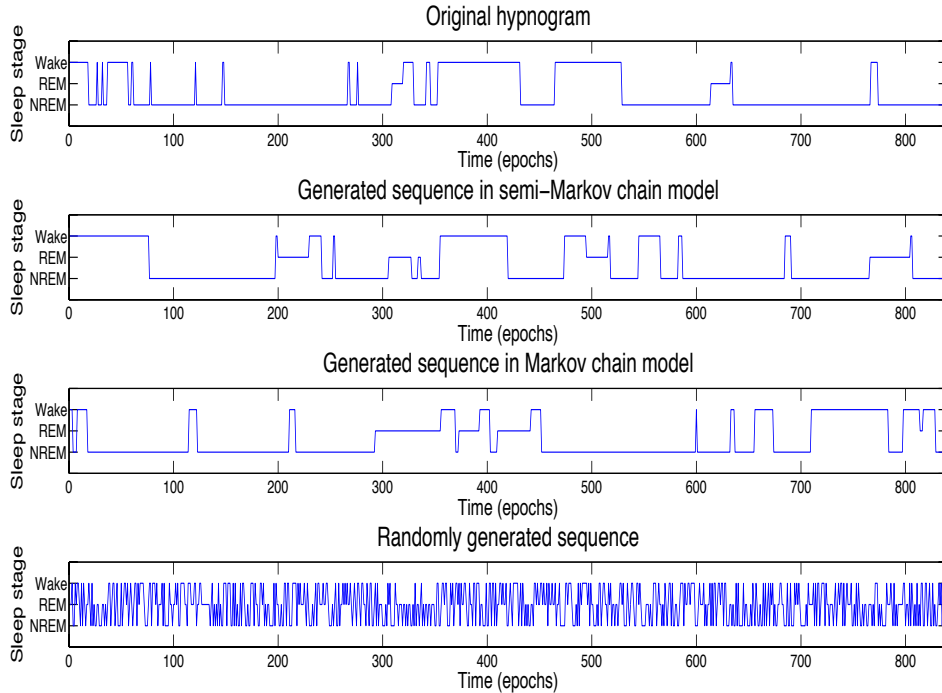 Original hypnogram
Sleep stage
Wake
REM
NREM
0 100 200 300 400 500 600 700 800
Time (epochs)
Generated sequence in semi−Markov chain model
Sleep stage
Wake
REM
NREM
0 100 200 300 400 500 600 700 800
Time (epochs)
Generated sequence in Markov chain model
Sleep stage
Wake
REM
NREM
0 100 200 300 400 500 600 700 800
Time (epochs)
Randomly generated sequence
Sleep stage
Wake
REM
NREM
0 100 200 300 400 500 600 700 800
Time (epochs)